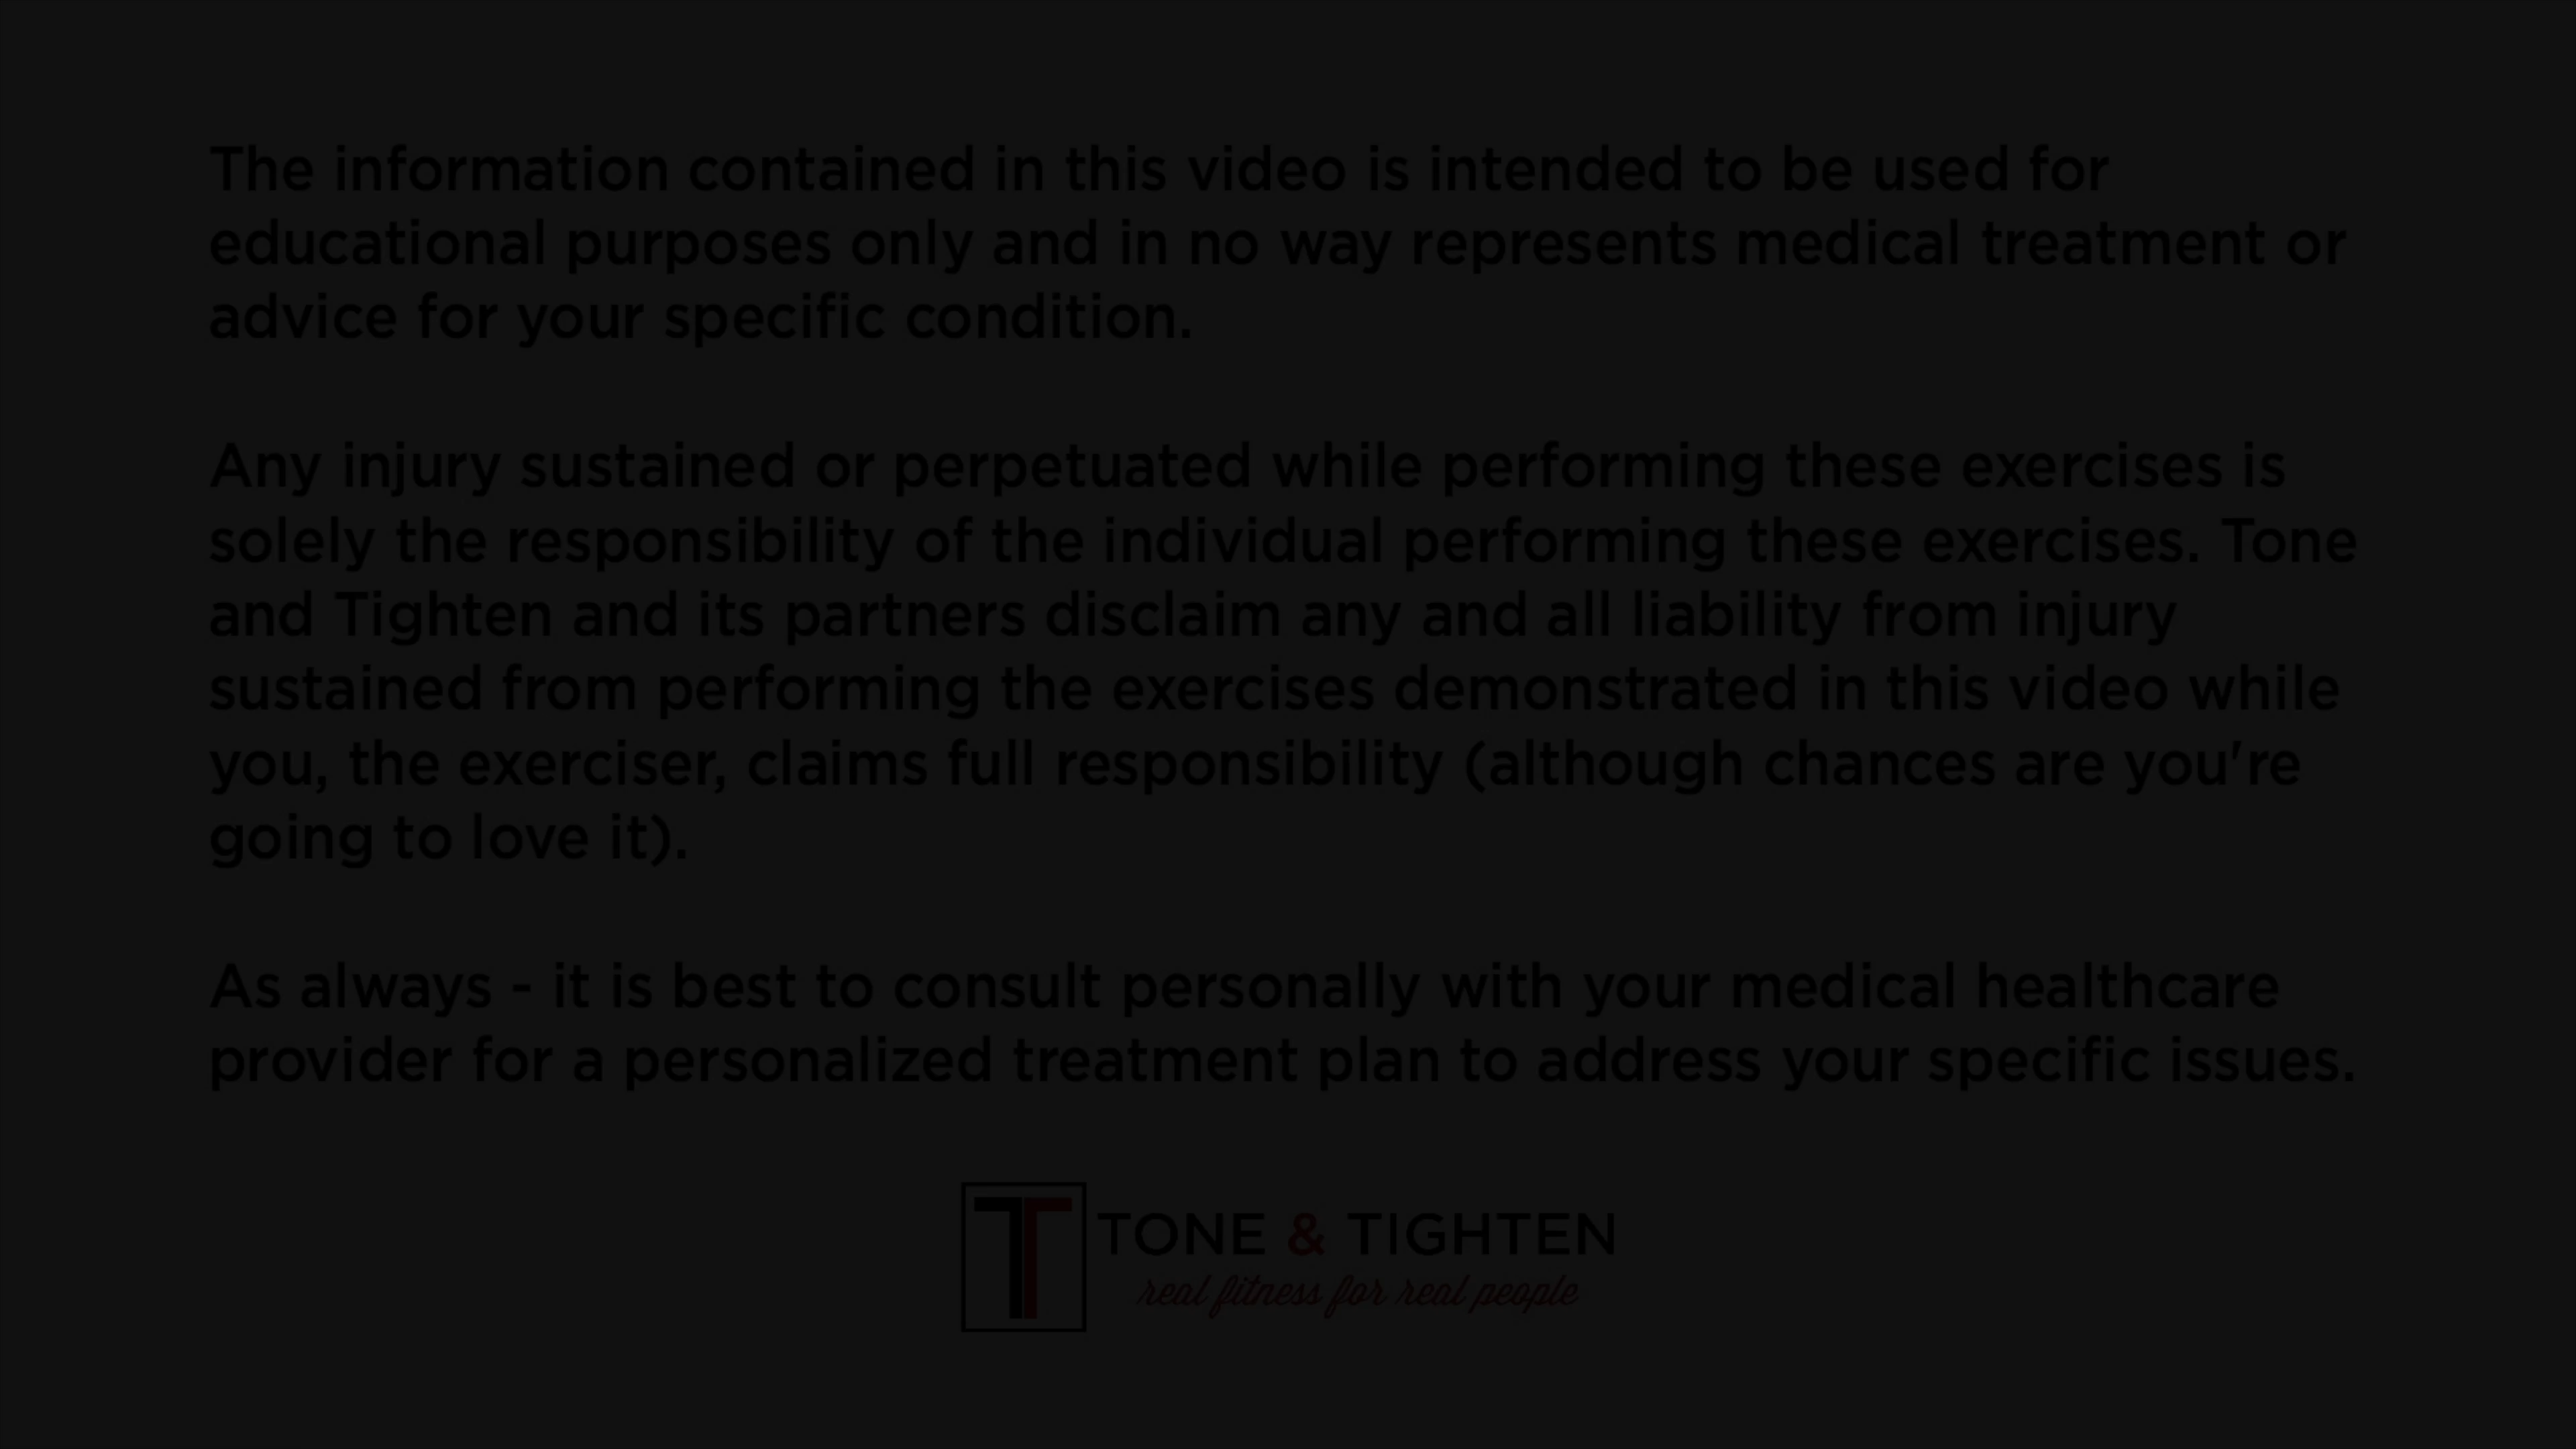 The information contained in this video is intended to be used for
educational purposes only and in no way represents medical treatment or
advice for your specific condition.
Any injury sustained or perpetuated while performing these exercises is
solely the responsibility of the individual performing these exercises. Tone
and Tighten and its partners disclaim any and all liability from injury
sustained from performing the exercises demonstrated in this video while
you, the exerciser, claims full responsibility (although chances are you're
going to love it).
As always - it is best to consult personally with your medical healthcare
provider for a personalized treatment plan to address your specific issues.
TT
TONE & TIGHTEN
real fitness for real people